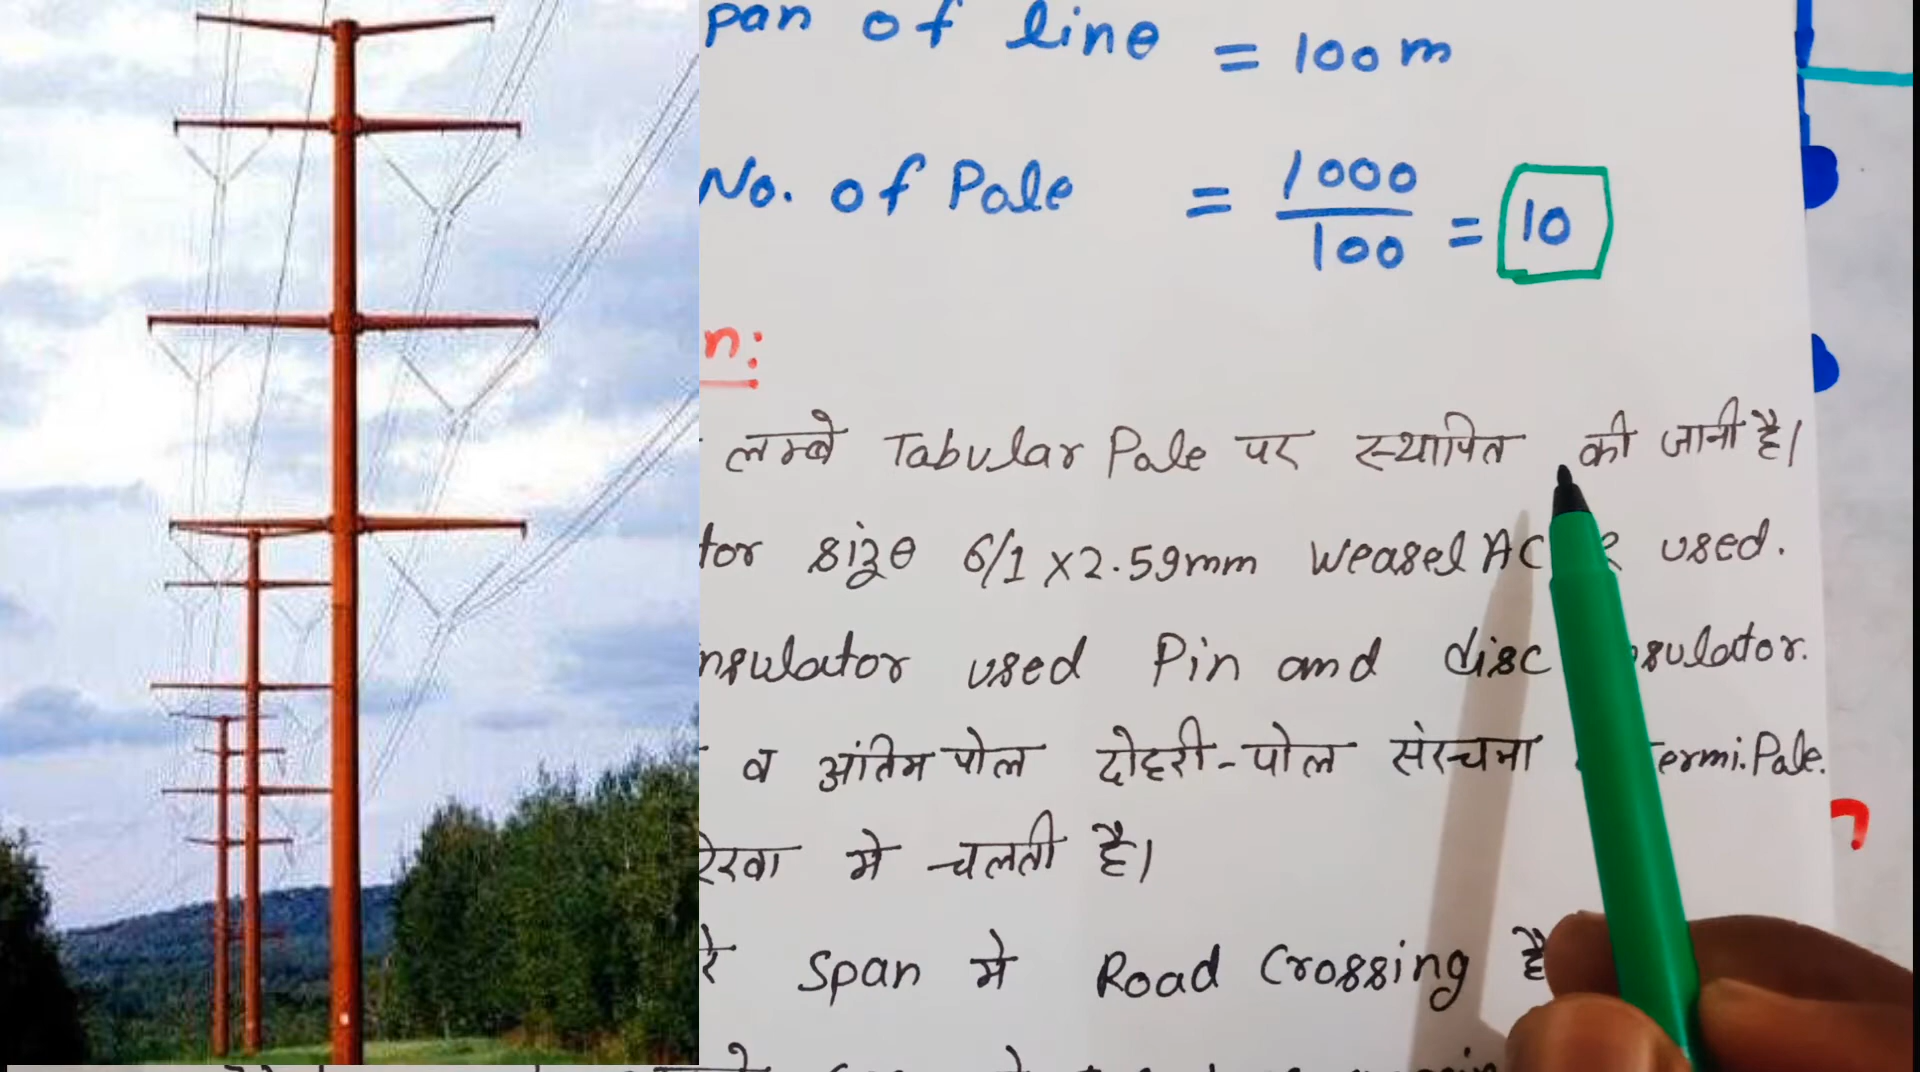 pan of line = 100 m
No. of Pole = 1000/100 = 10
n:
लम्बे Tabular Pole पर स्थापित की जानी है।
tor size 6/1 x 2.59mm Weasel AC used.
nsulator used Pin and disc nsulator.
व अंतिम पोल दोहरी-पोल संरचना ermi. Pole.
रेखा मे चलती है।
रे Span मे Road Crossing है